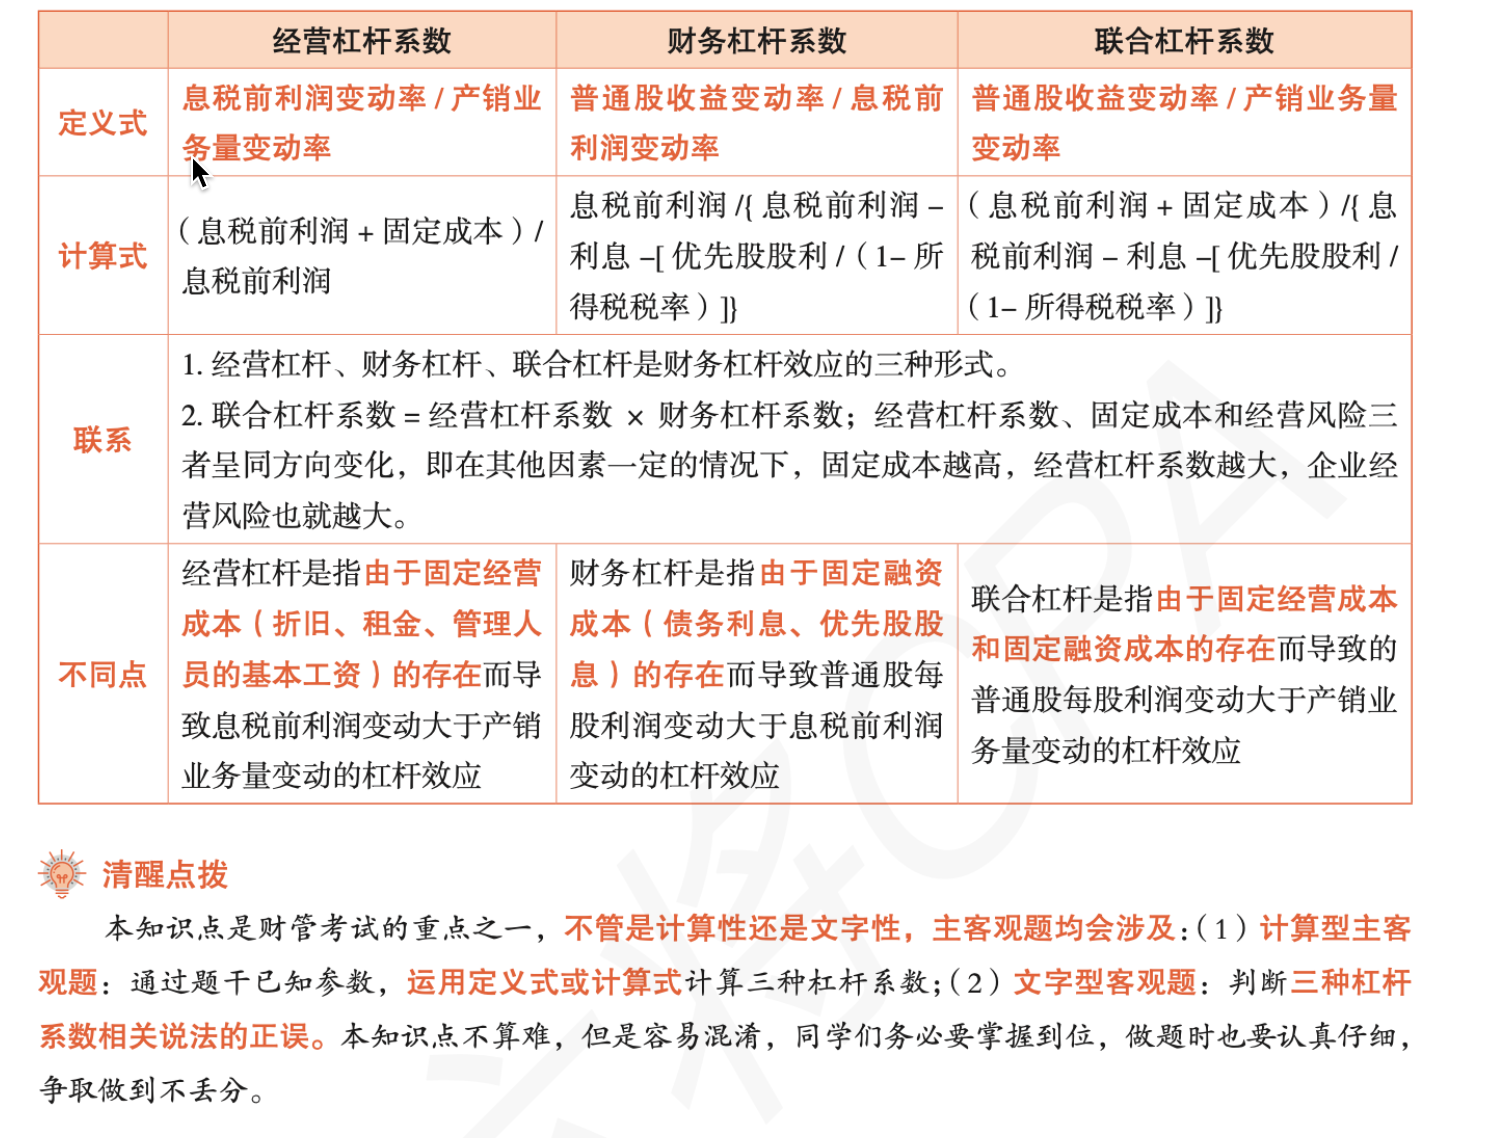 经营杠杆系数 财务杠杆系数 联合杠杆系数
定义式
息税前利润变动率 / 产销业
务量变动率
普通股收益变动率 / 息税前
利润变动率
普通股收益变动率 / 产销业务量
变动率
计算式
（息税前利润 + 固定成本）/
息税前利润
息税前利润 /{ 息税前利润 –
利息 –[ 优先股股利 /（1– 所
得税税率）]}
（息税前利润 + 固定成本）/{ 息
税前利润 – 利息 –[ 优先股股利 /
（1– 所得税税率）]}
联系
1. 经营杠杆、财务杠杆、联合杠杆是财务杠杆效应的三种形式。
2. 联合杠杆系数 = 经营杠杆系数 × 财务杠杆系数；经营杠杆系数、固定成本和经营风险三
者呈同方向变化，即在其他因素一定的情况下，固定成本越高，经营杠杆系数越大，企业经
营风险也就越大。
不同点
经营杠杆是指由于固定经营
成本（折旧、租金、管理人
员的基本工资）的存在而导
致息税前利润变动大于产销
业务量变动的杠杆效应
财务杠杆是指由于固定融资
成本（债务利息、优先股股
息）的存在而导致普通股每
股利润变动大于息税前利润
变动的杠杆效应
联合杠杆是指由于固定经营成本
和固定融资成本的存在而导致的
普通股每股利润变动大于产销业
务量变动的杠杆效应
清醒点拨
本知识点是财管考试的重点之一，不管是计算性还是文字性，主客观题均会涉及：（1）计算型主客
观题：通过题干已知参数，运用定义式或计算式计算三种杠杆系数；（2）文字型客观题：判断三种杠杆
系数相关说法的正误。本知识点不算难，但是容易混淆，同学们务必要掌握到位，做题时也要认真仔细，
争取做到不丢分。
将CPA